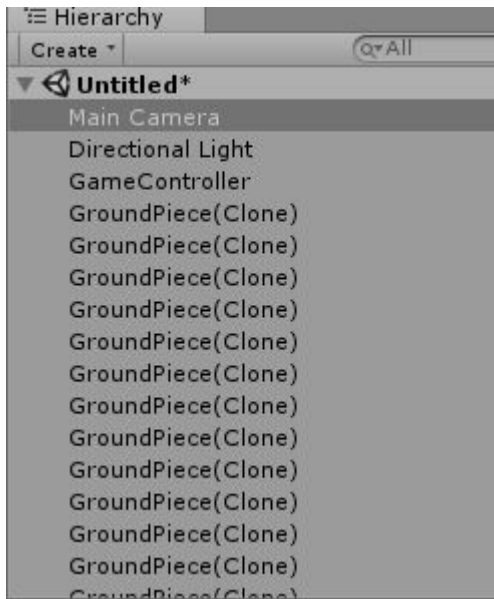 Hierarchy
Create
All
Untitled*
Main Camera
Directional Light
GameController
GroundPiece(Clone)
GroundPiece(Clone)
GroundPiece(Clone)
GroundPiece(Clone)
GroundPiece(Clone)
GroundPiece(Clone)
GroundPiece(Clone)
GroundPiece(Clone)
GroundPiece(Clone)
GroundPiece(Clone)
GroundPiece(Clone)
GroundPiece(Clone)
GroundPiece(Clone)